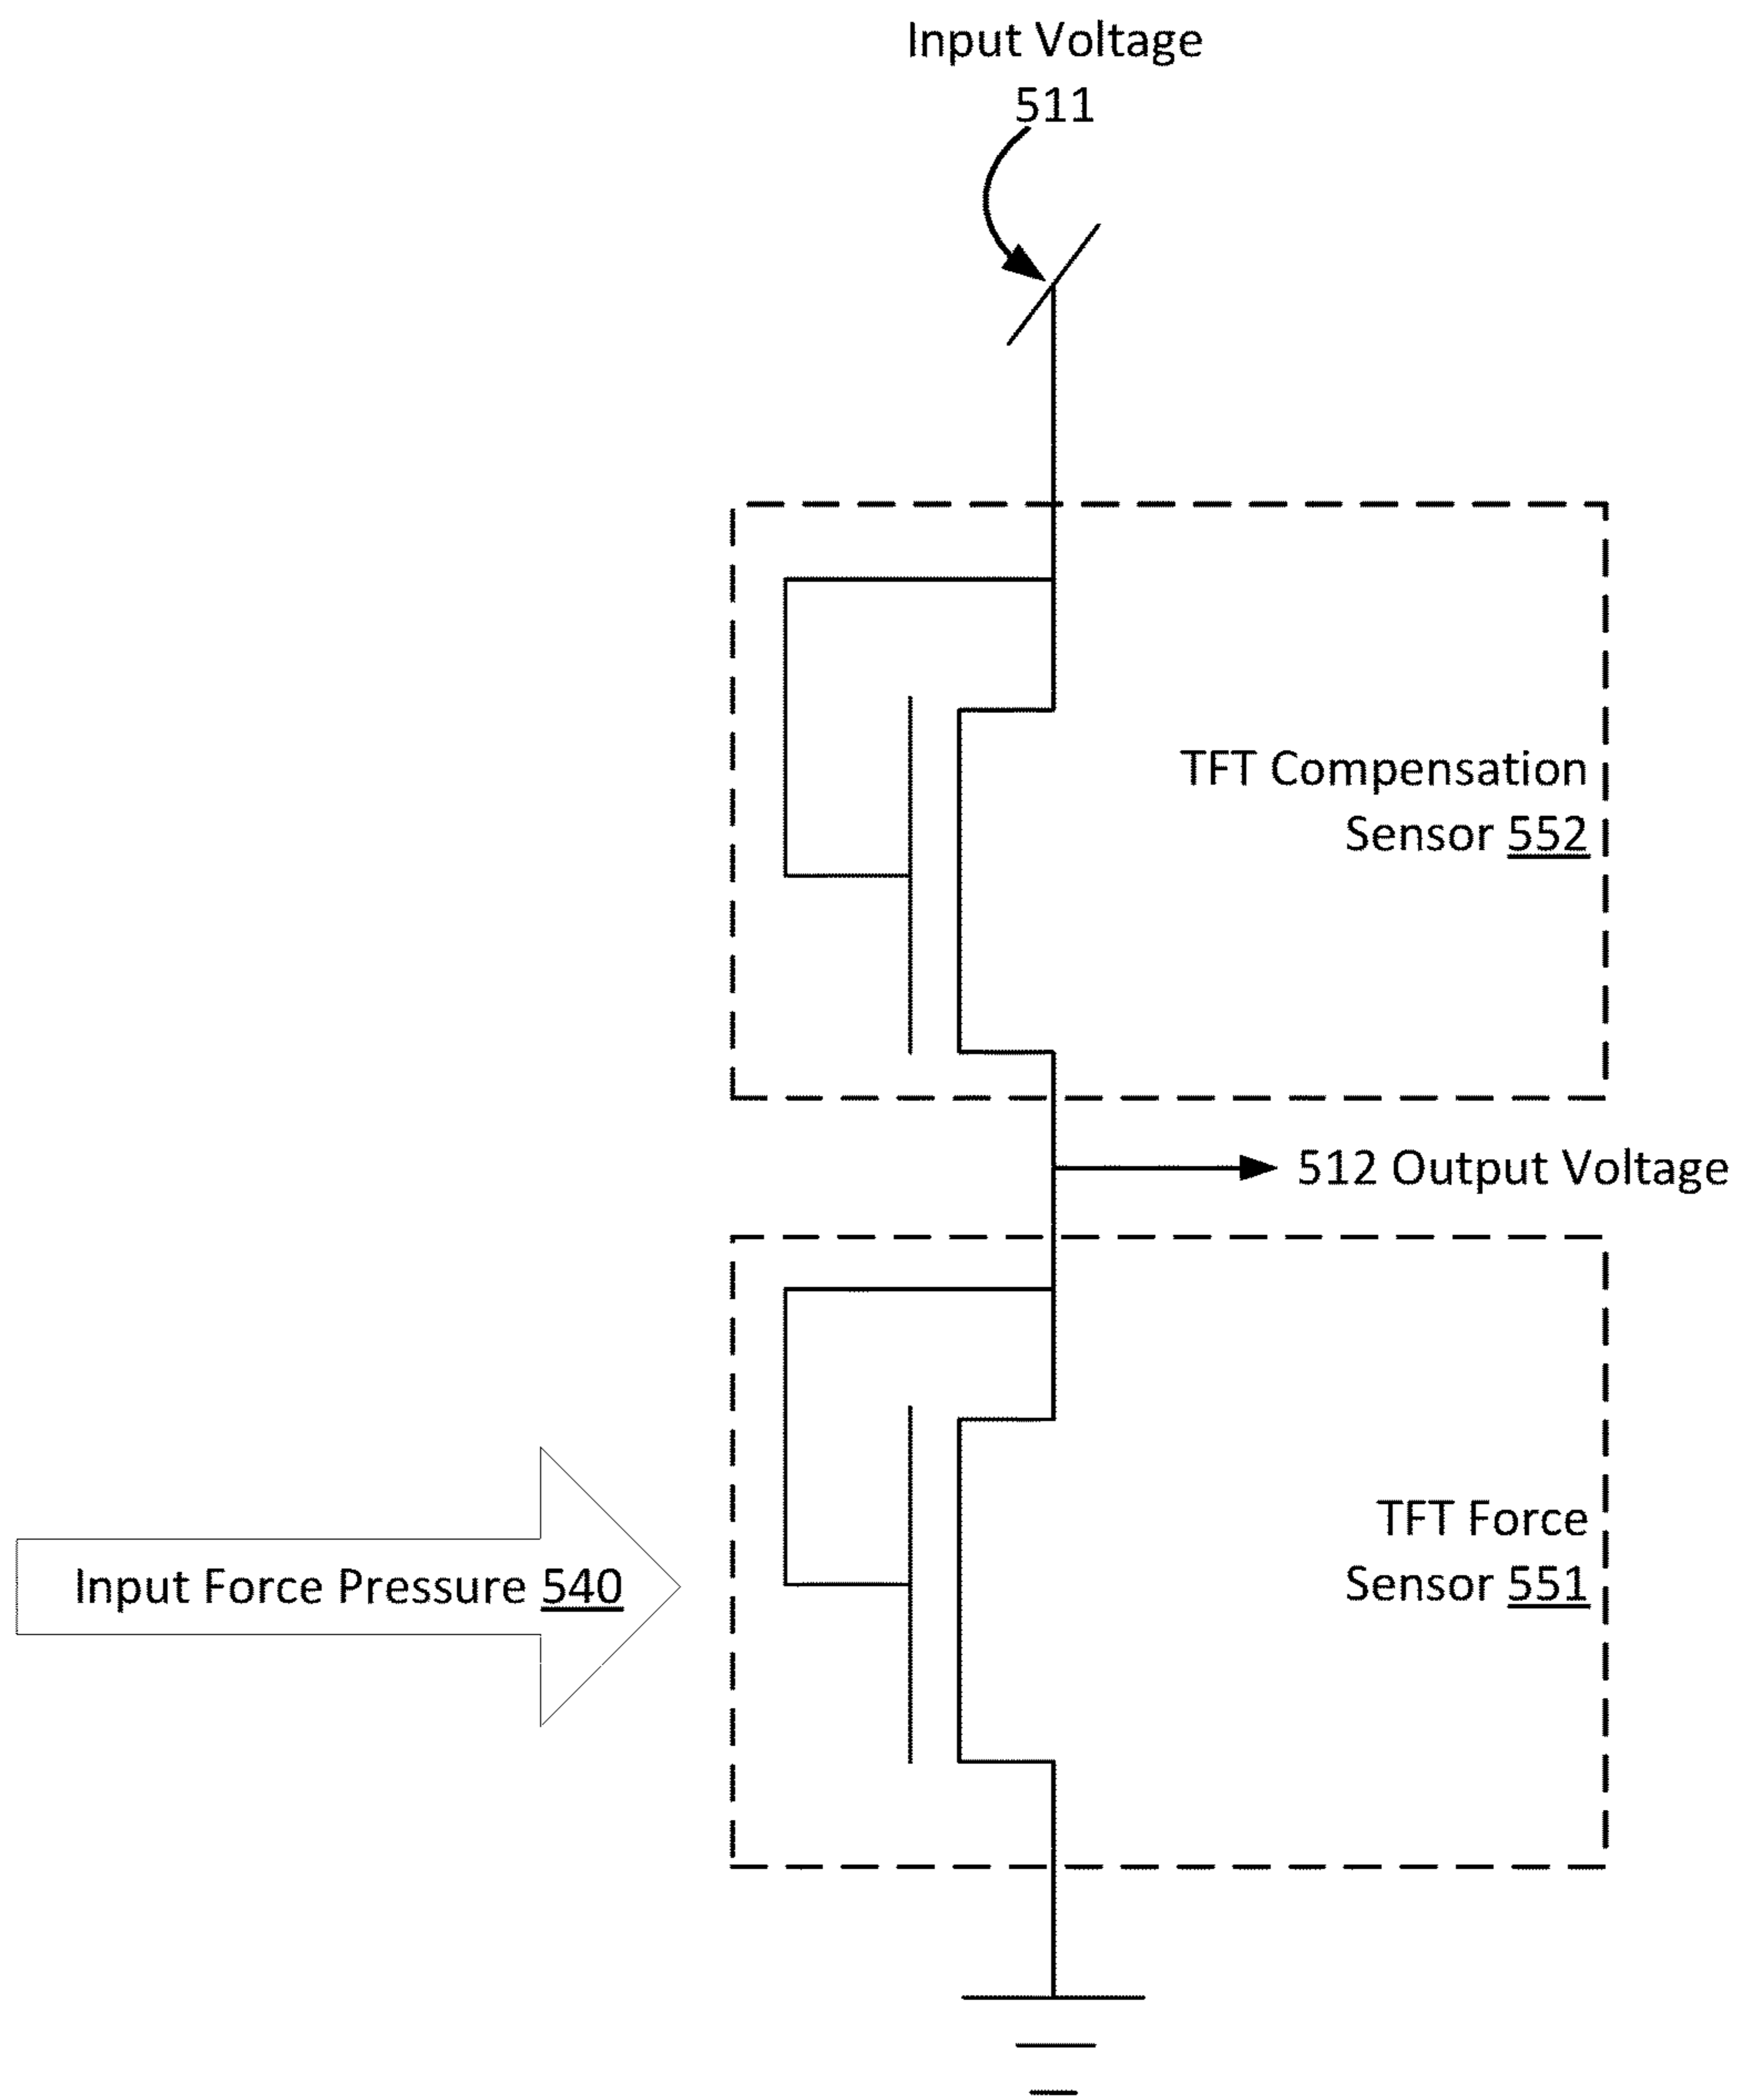 Input Voltage
511
TFT Compensation
Sensor 552
512 Output Voltage
TFT Force
Sensor 551
Input Force Pressure 540